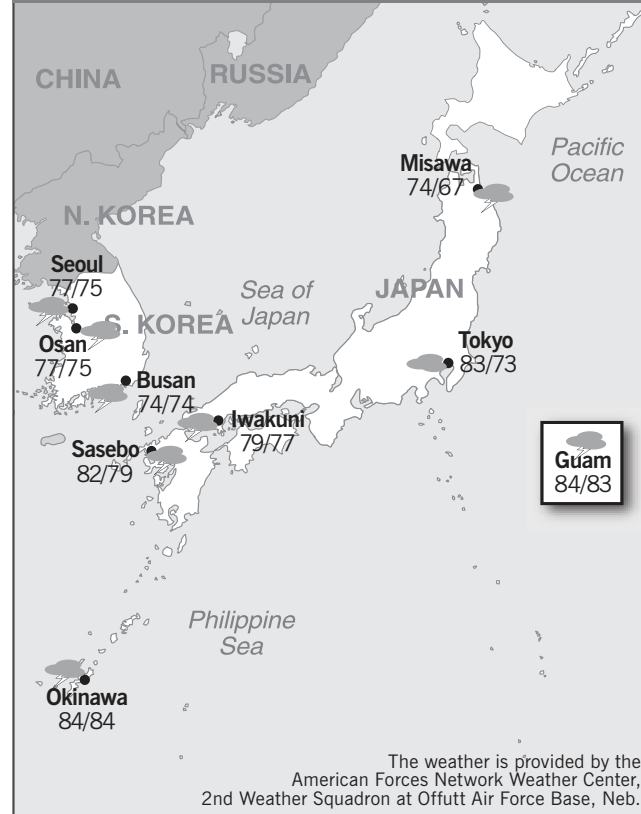 CHINA
RUSSIA
Pacific
Ocean
Misawa
74/67
N. KOREA
Seoul
77/75
Sea of
Japan
JAPAN
S. KOREA
Osan
77/75
Tokyo
83/73
Busan
74/74
Iwakuni
79/77
Sasebo
82/79
Guam
84/83
Philippine
Sea
Okinawa
84/84
The weather is provided by the
American Forces Network Weather Center,
2nd Weather Squadron at Offutt Air Force Base, Neb.